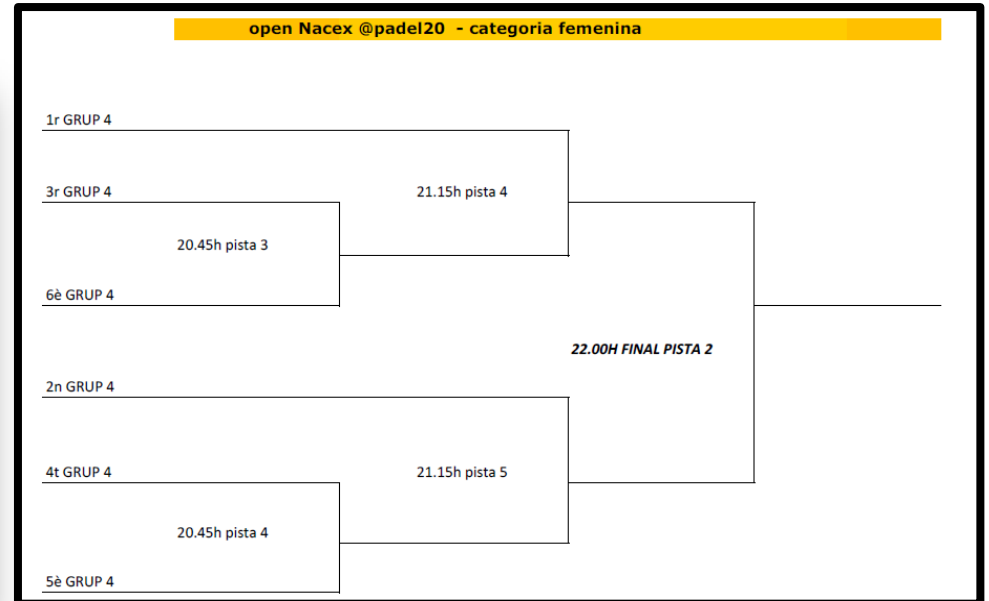 open Nacex @padel20 - categoria femenina
1r GRUP 4
3r GRUP 4
21.15h pista 4
20.45h pista 3
6è GRUP 4
22.00H FINAL PISTA 2
2n GRUP 4
4t GRUP 4
21.15h pista 5
20.45h pista 4
5è GRUP 4